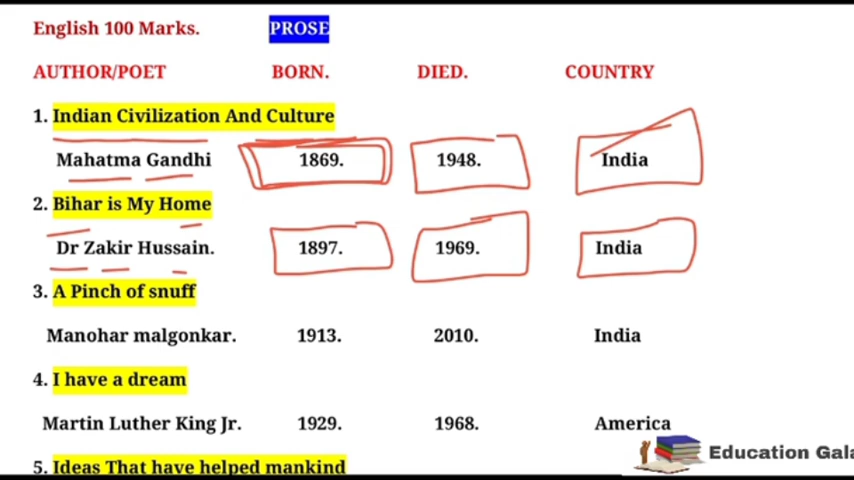 English 100 Marks. PROSE
AUTHOR/POET BORN. DIED. COUNTRY
1. Indian Civilization And Culture
Mahatma Gandhi 1869. 1948. India
2. Bihar is My Home
Dr Zakir Hussain. 1897. 1969. India
3. A Pinch of snuff
Manohar malgonkar. 1913. 2010. India
4. I have a dream
Martin Luther King Jr. 1929. 1968. America
Education Gala
5. Ideas That have helped mankind